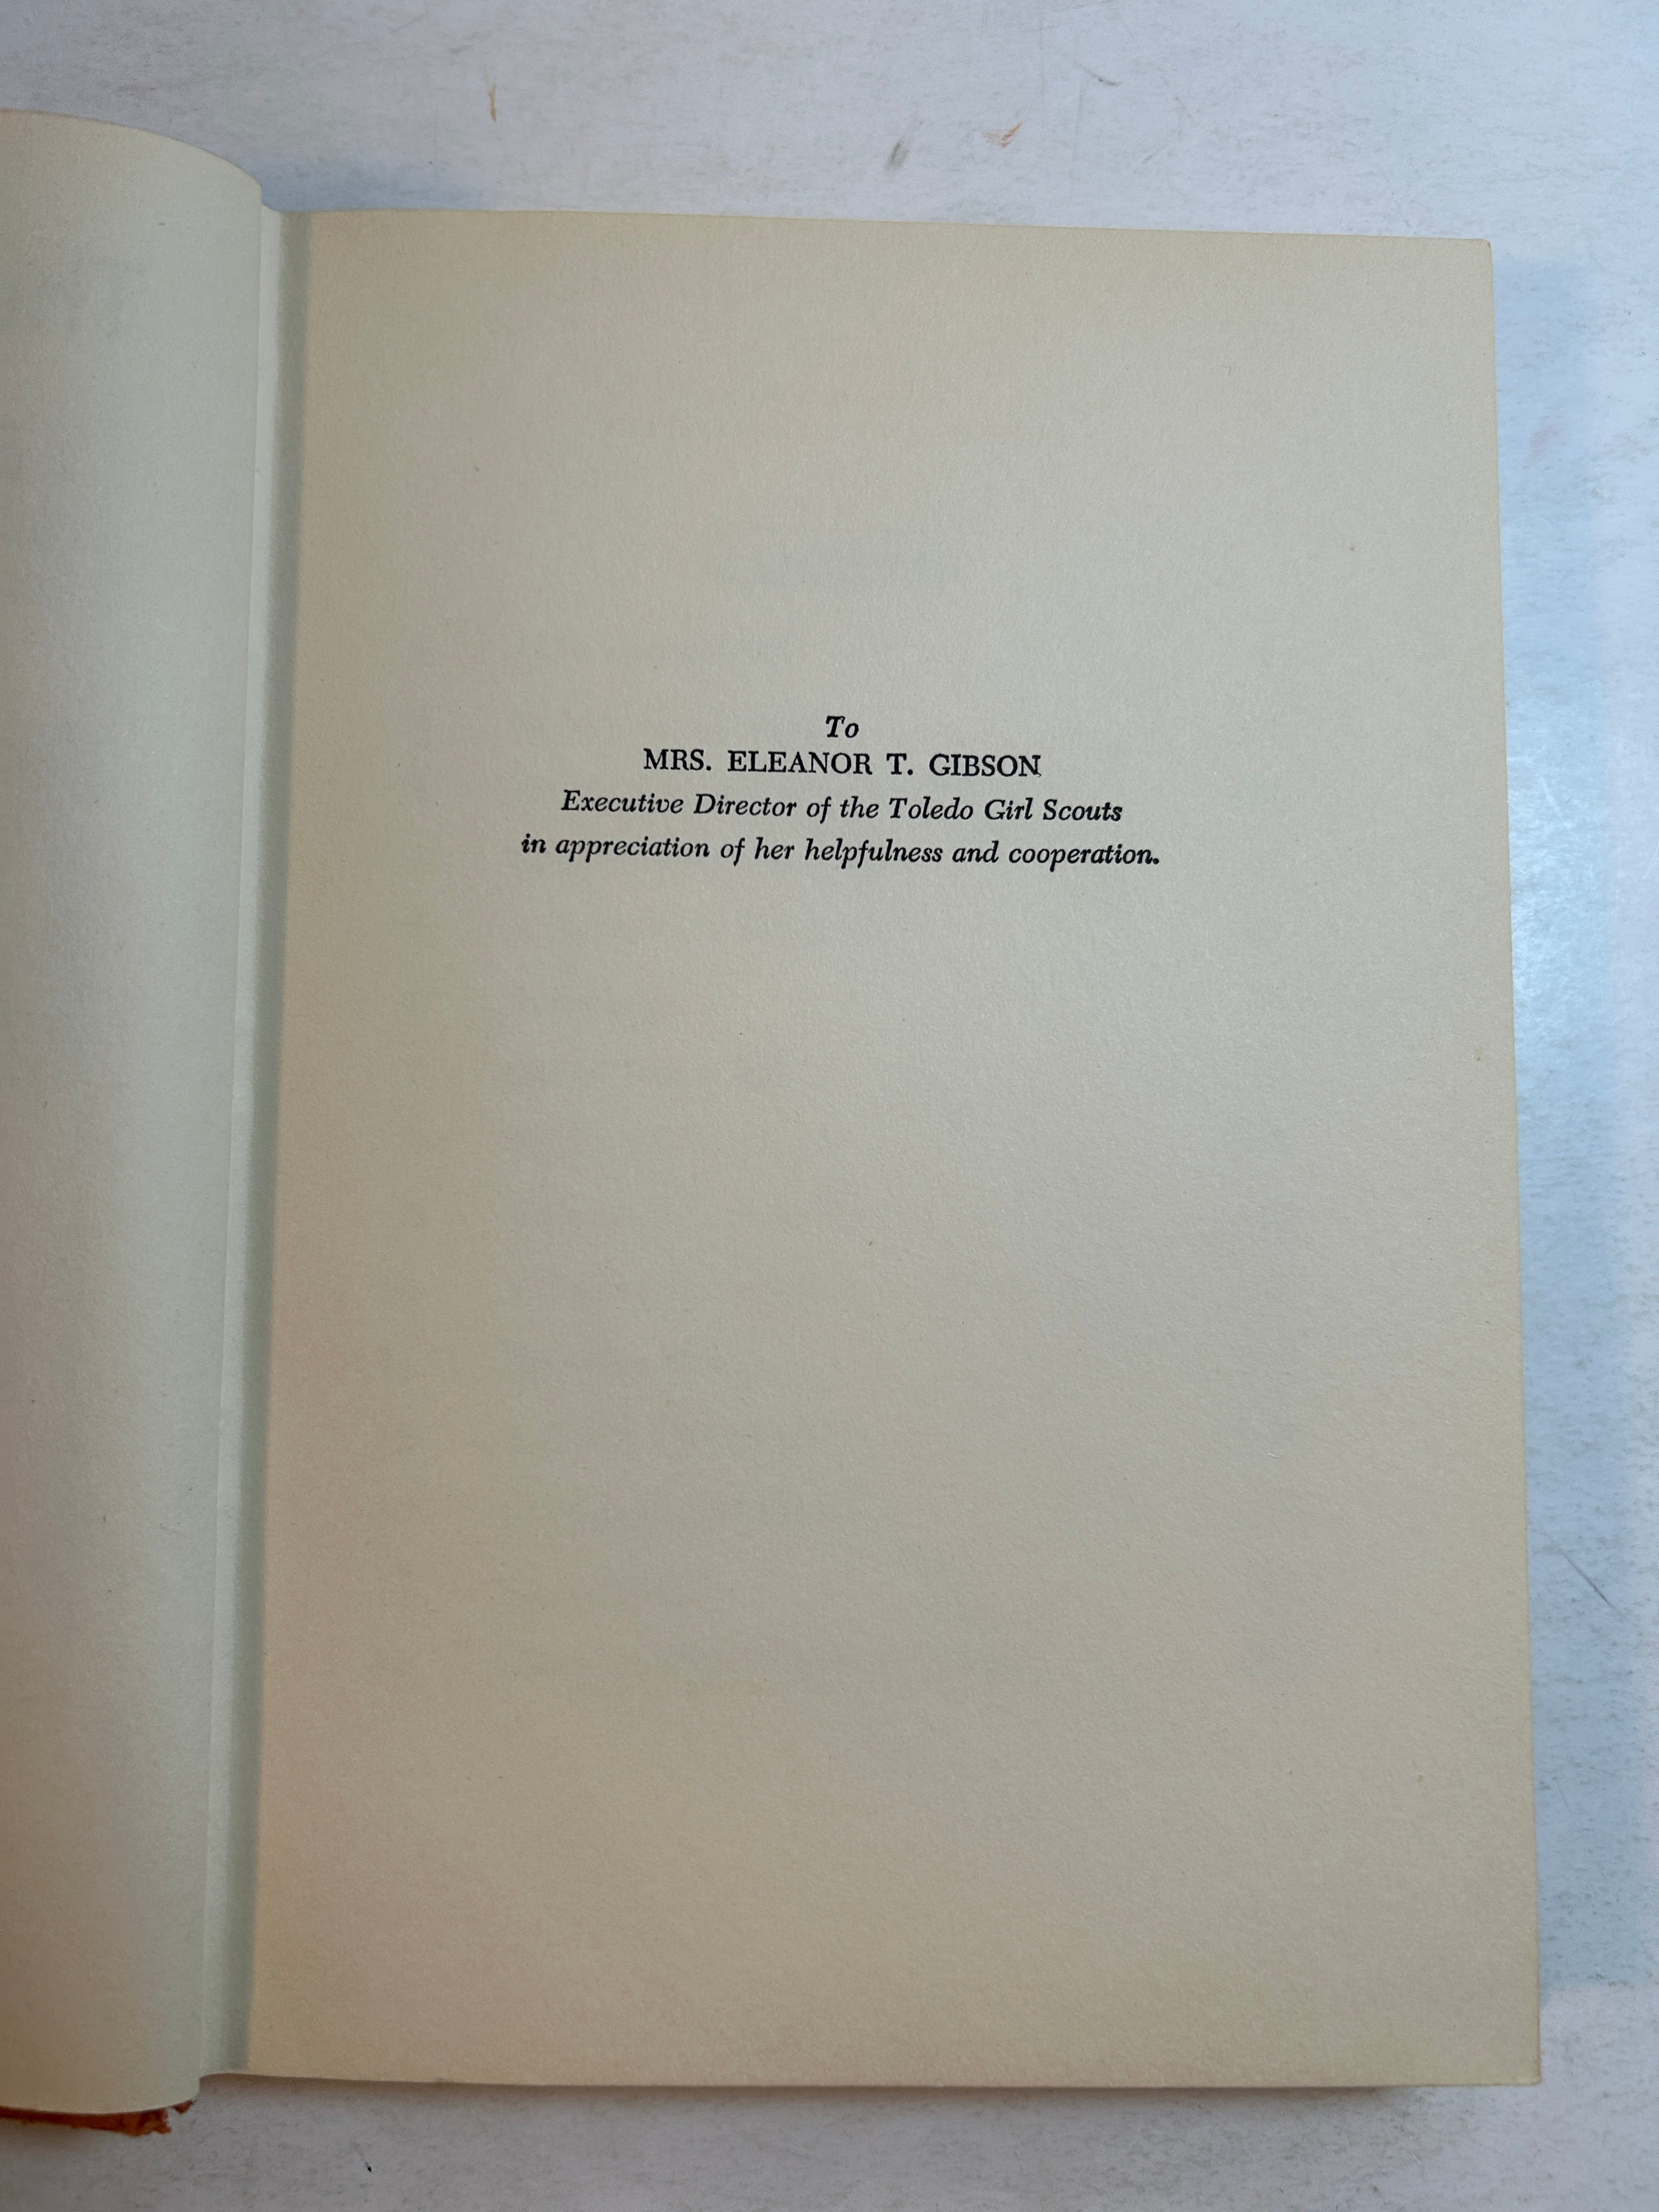 To
MRS. ELEANOR T. GIBSON
Executive Director of the Toledo Girl Scouts
in appreciation of her helpfulness and cooperation.